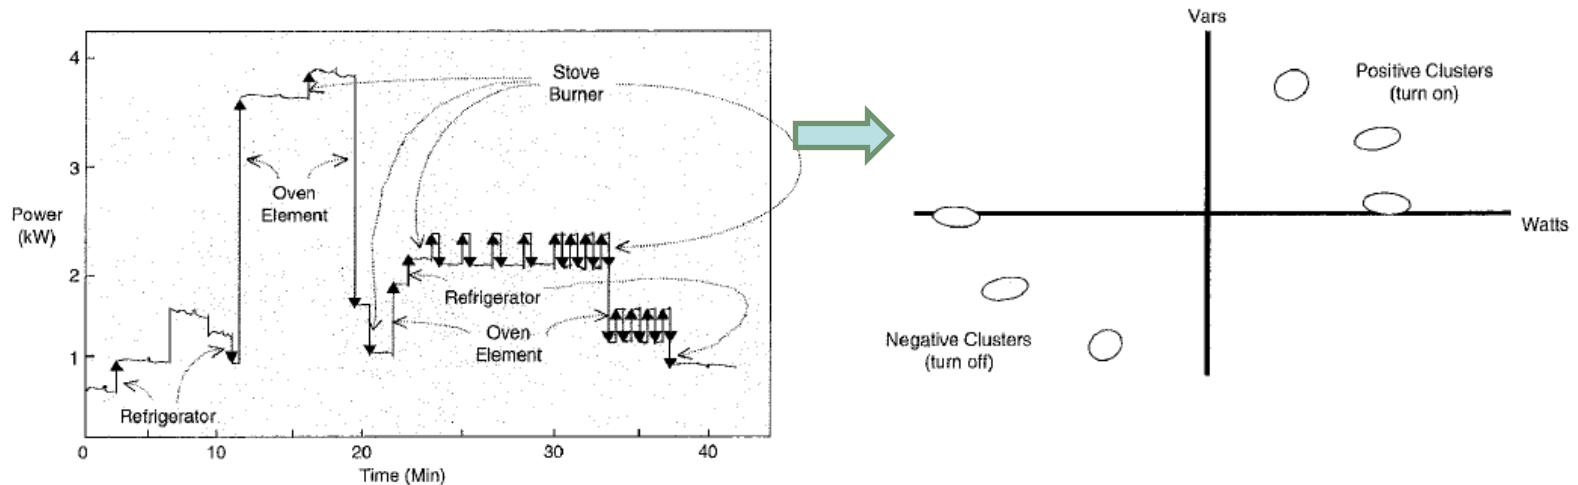 4
3
2
1
Power
(kW)
Stove
Burner
Oven
Element
Refrigerator
Oven
Element
Refrigerator
0
10
20
30
40
Time (Min)
Vars
Positive Clusters
(turn on)
Watts
Negative Clusters
(turn off)